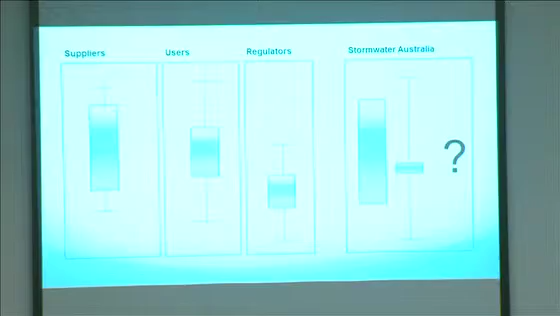 Suppliers
Users
Regulators
Stormwater Australia
?